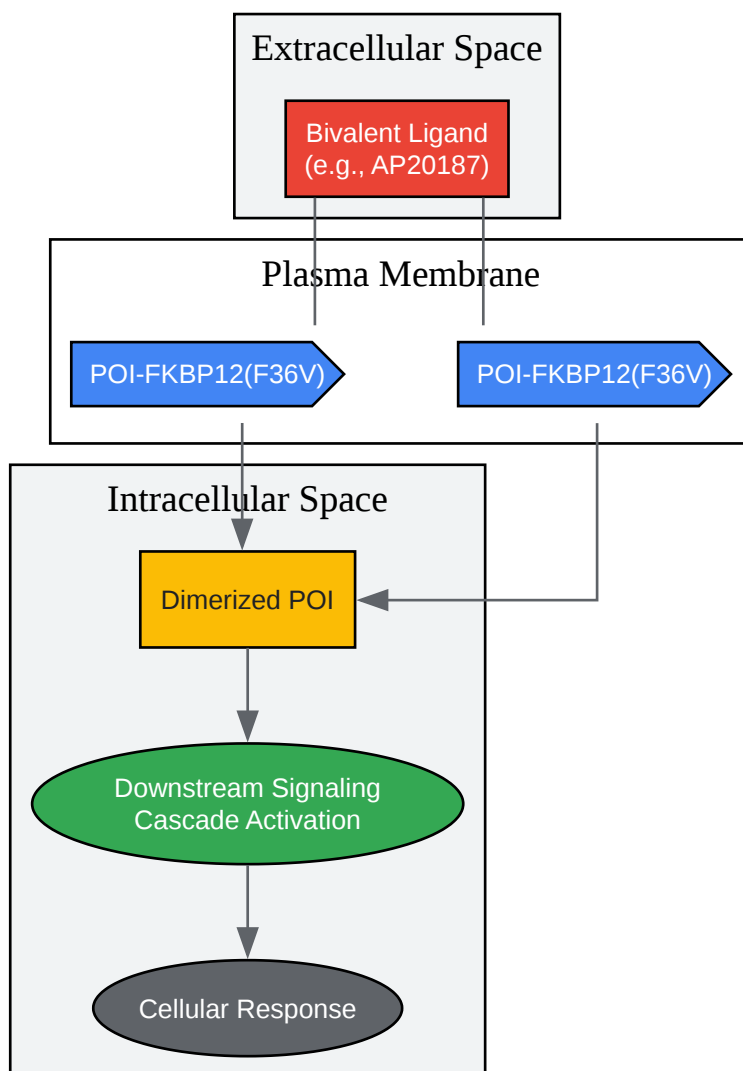 Extracellular Space
Bivalent Ligand
(e.g., AP20187)
Plasma Membrane
POI-FKBP12(F36V)
POI-FKBP12(F36V)
Intracellular Space
Dimerized POI
Downstream Signaling
Cascade Activation
Cellular Response